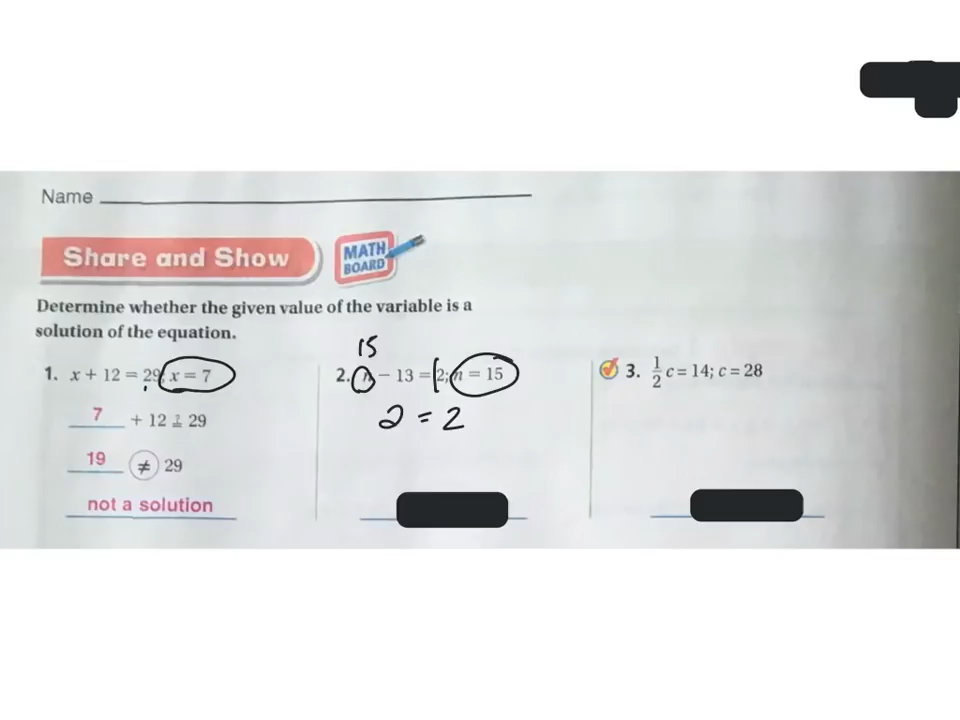 Name
Share and Show
MATH
BOARD
Determine whether the given value of the variable is a
solution of the equation.
15
1. x + 12 = 29; x = 7
2. n − 13 = 2; n = 15
3. 1/2 c = 14; c = 28
7 + 12 ≟ 29
2 = 2
19 ≠ 29
not a solution